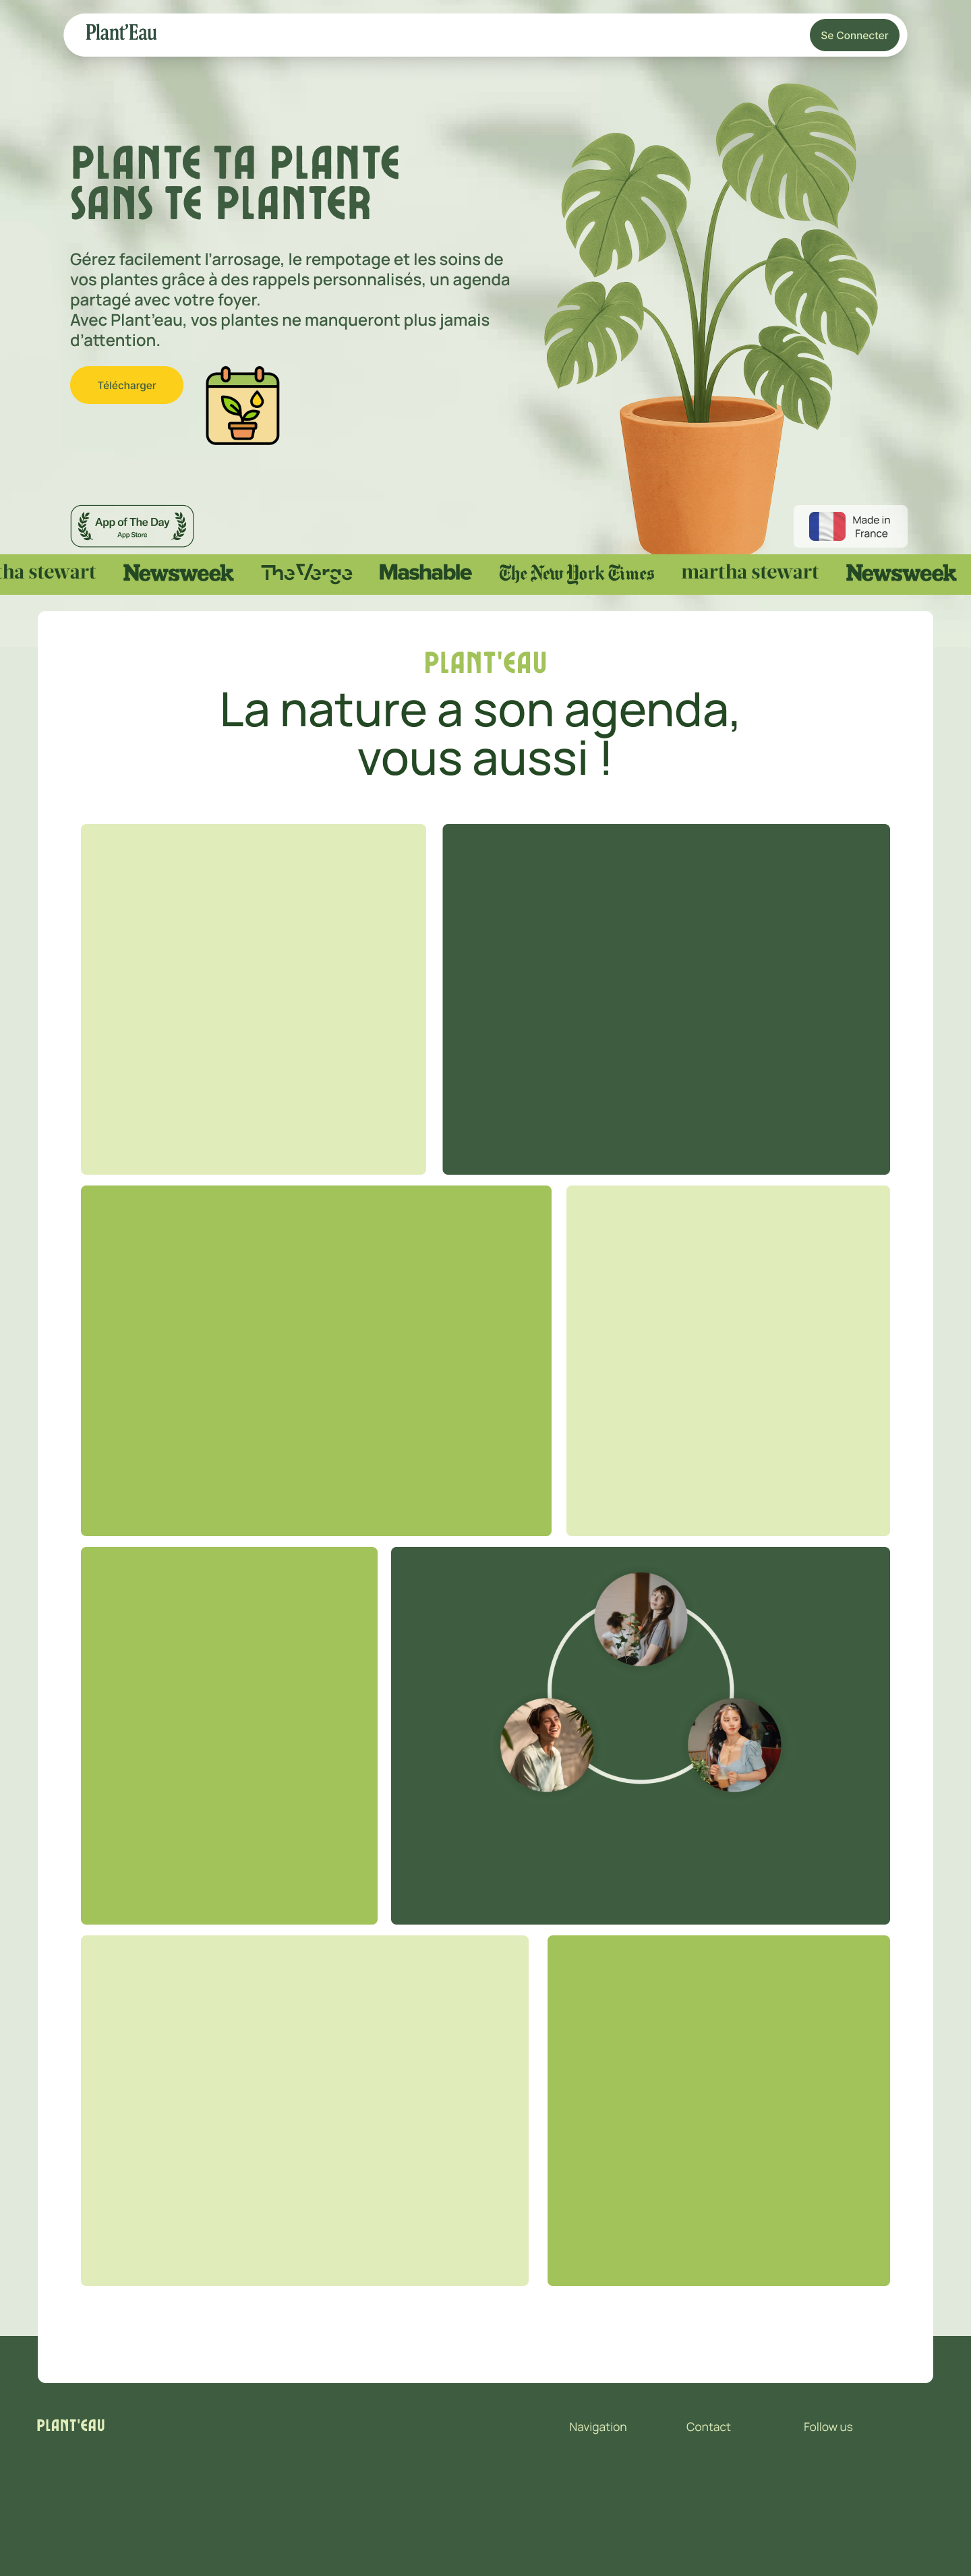 Plant'Eau
Se Connecter
PLANTE TA PLANTE
SANS TE PLANTER
Gérez facilement l'arrosage, le rempotage et les soins de
vos plantes grâce à des rappels personnalisés, un agenda
partagé avec votre foyer.
Avec Plant'eau, vos plantes ne manqueront plus jamais
d'attention.
Télécharger
App of The Day
App Store
Made in
France
tha stewart Newsweek The Verge Mashable The New York Times martha stewart Newsweek
PLANT'EAU
La nature a son agenda,
vous aussi !
PLANT'EAU
Navigation Contact Follow us